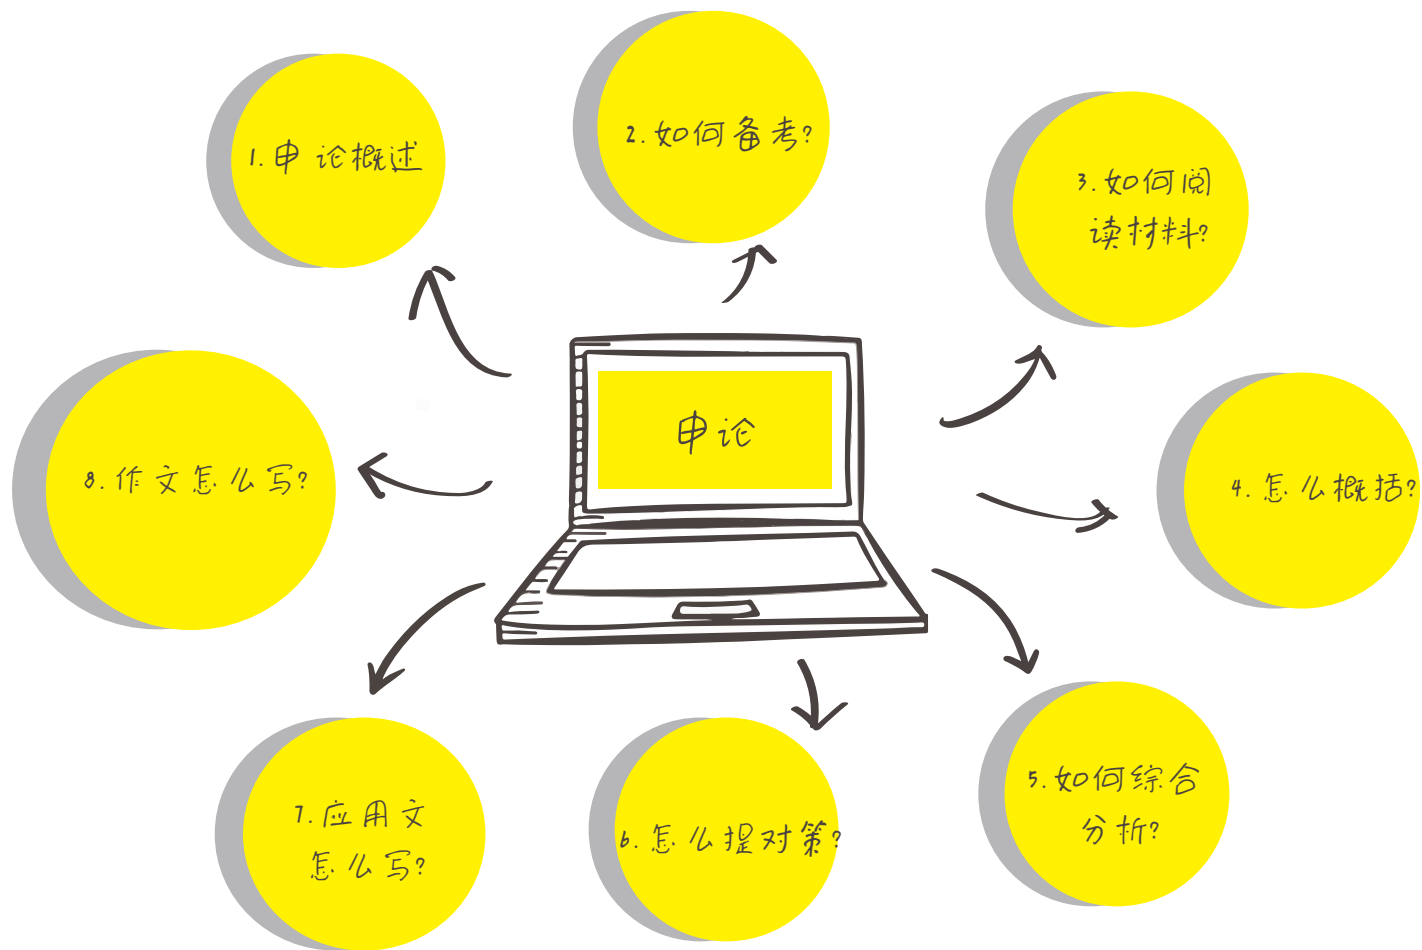 1.申论概述
2.如何备考?
3.如何阅
读材料?
申论
8.作文怎么写?
4.怎么概括?
5.如何综合
分析?
7.应用文
怎么写?
6.怎么提对策?